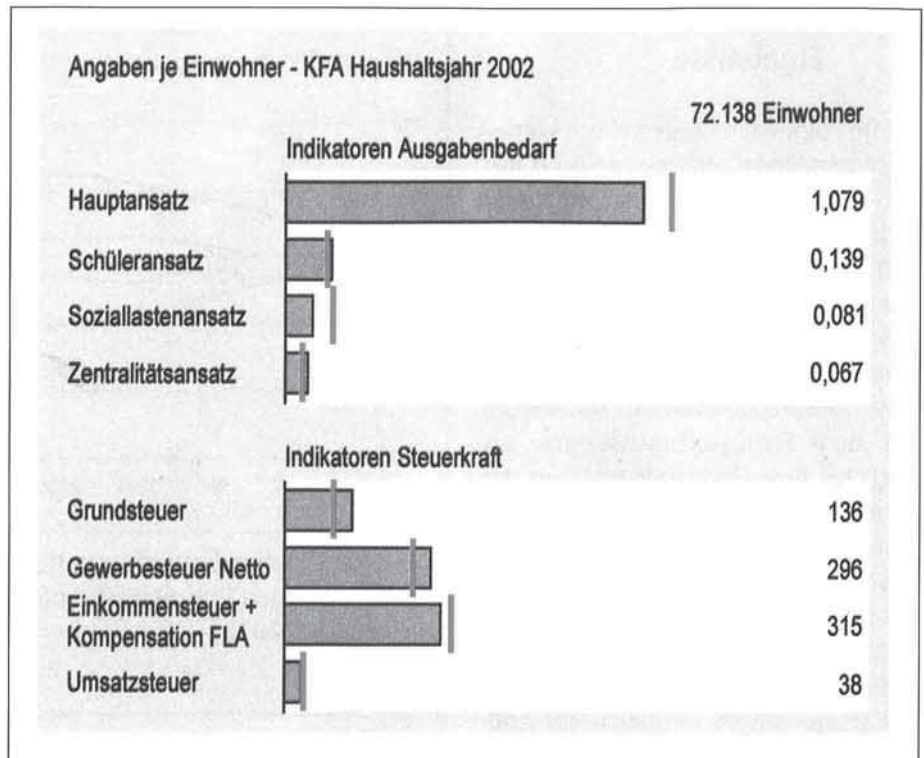 Angaben je Einwohner - KFA Haushaltsjahr 2002
72.138 Einwohner
Indikatoren Ausgabenbedarf
Hauptansatz 1,079
Schüleransatz 0,139
Soziallastenansatz 0,081
Zentralitätsansatz 0,067
Indikatoren Steuerkraft
Grundsteuer 136
Gewerbesteuer Netto 296
Einkommensteuer +
Kompensation FLA 315
Umsatzsteuer 38